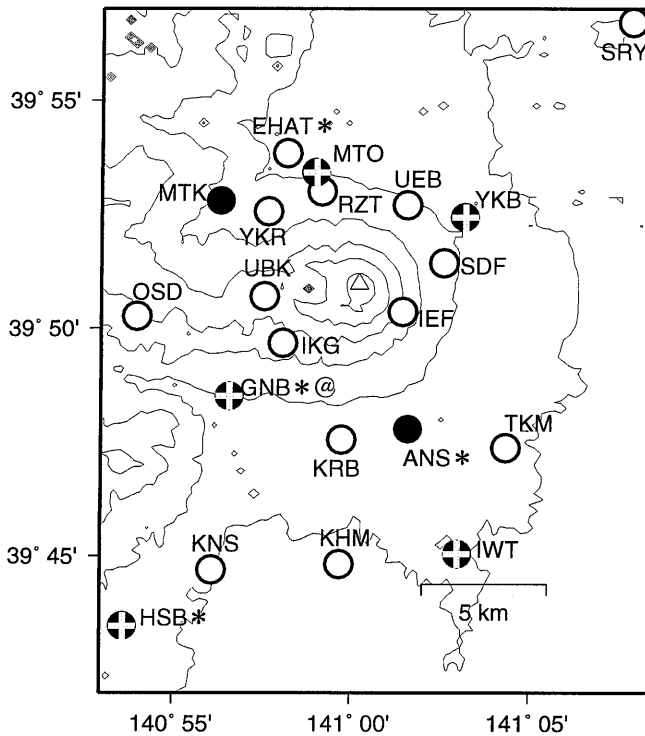 SRY
39° 55'
EHAT *
MTO
MTK
RZT
UEB
YKB
YKR
UBK
SDF
OSD
39° 50'
IEF
IKG
GNB * @
TKM
KRB
ANS *
39° 45'
KNS
KHM
IWT
5 km
HSB *
140° 55'
141° 00'
141° 05'